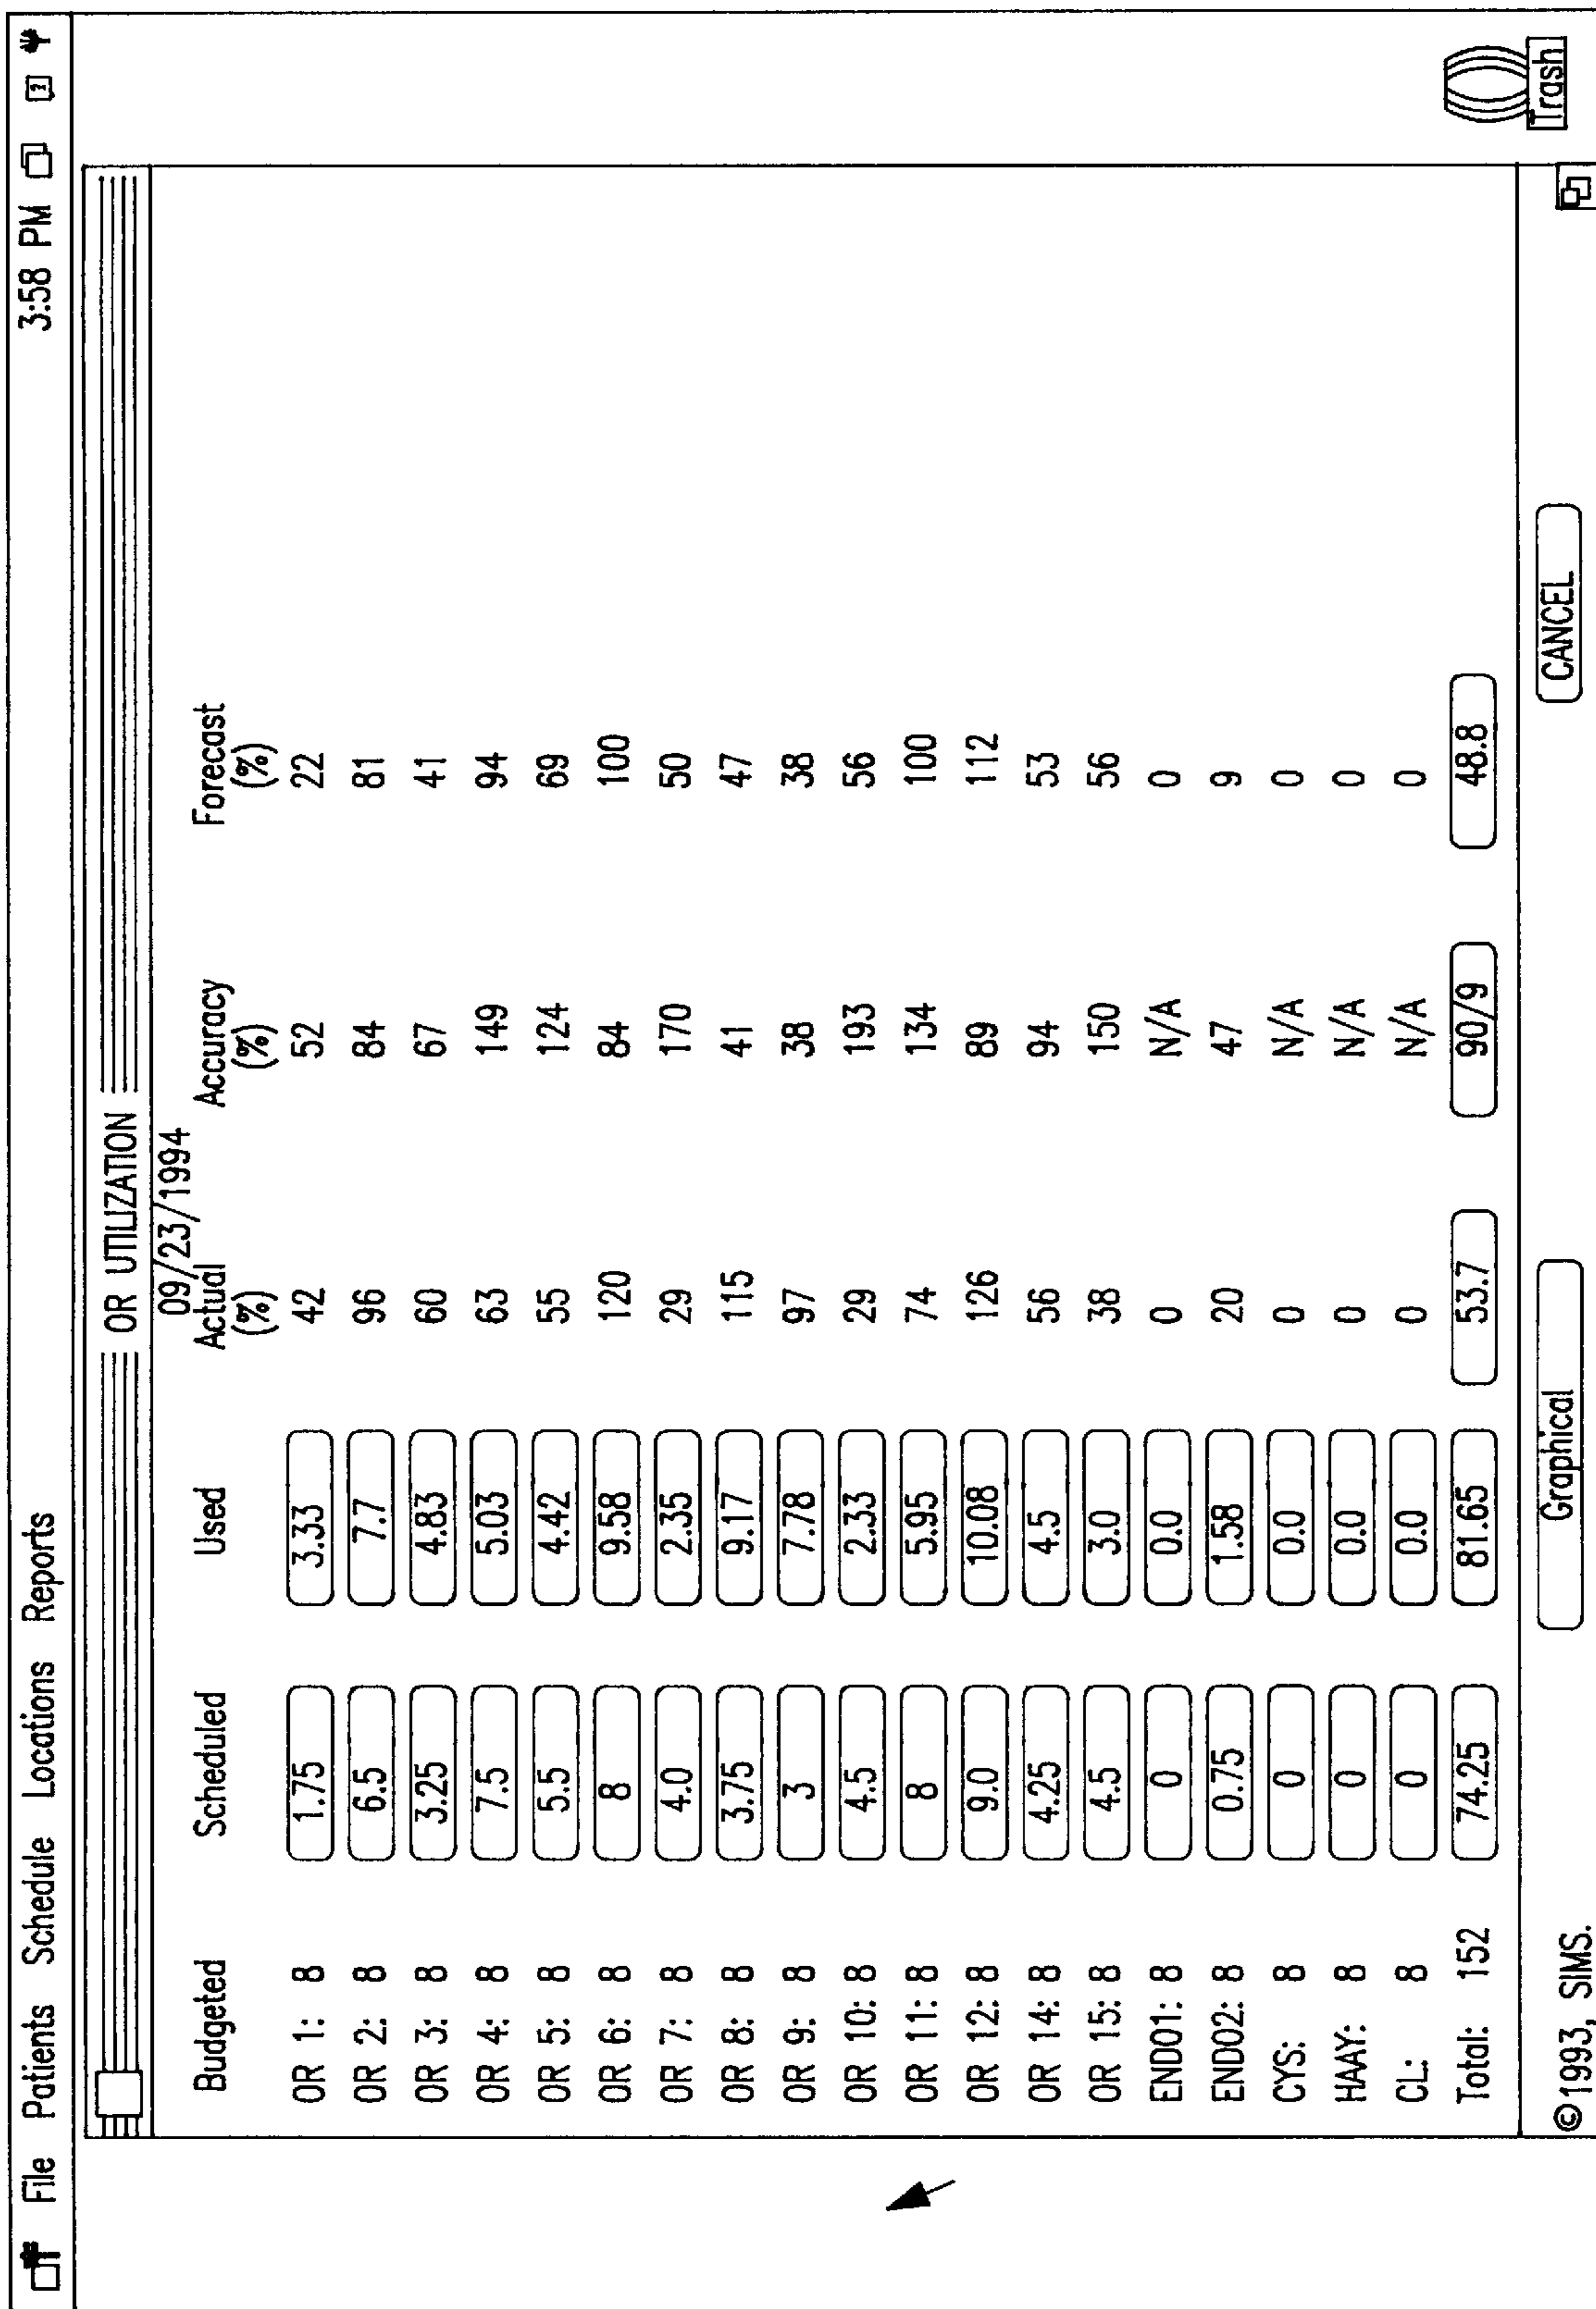 File Patients Schedule Locations Reports 3:58 PM
OR UTILIZATION
09/23/1994
Budgeted Scheduled Used Actual (%) Accuracy (%) Forecast (%)
OR 1: 8 1.75 3.33 42 52 22
OR 2: 8 6.5 7.7 96 84 81
OR 3: 8 3.25 4.83 60 67 41
OR 4: 8 7.5 5.03 63 149 94
OR 5: 8 5.5 4.42 55 124 69
OR 6: 8 8 9.58 120 84 100
OR 7: 8 4.0 2.35 29 170 50
OR 8: 8 3.75 9.17 115 41 47
OR 9: 8 3 7.78 97 38 38
OR 10: 8 4.5 2.33 29 193 56
OR 11: 8 8 5.95 74 134 100
OR 12: 8 9.0 10.08 126 89 112
OR 14: 8 4.25 4.5 56 94 53
OR 15: 8 4.5 3.0 38 150 56
ENDO1: 8 0 0.0 0 N/A 0
ENDO2: 8 0.75 1.58 20 47 9
CYS: 8 0 0.0 0 N/A 0
HAAY: 8 0 0.0 0 N/A 0
CL: 8 0 0.0 0 N/A 0
Total: 152 74.25 81.65 53.7 90/9 48.8
Trash
©1993, SIMS. Graphical CANCEL